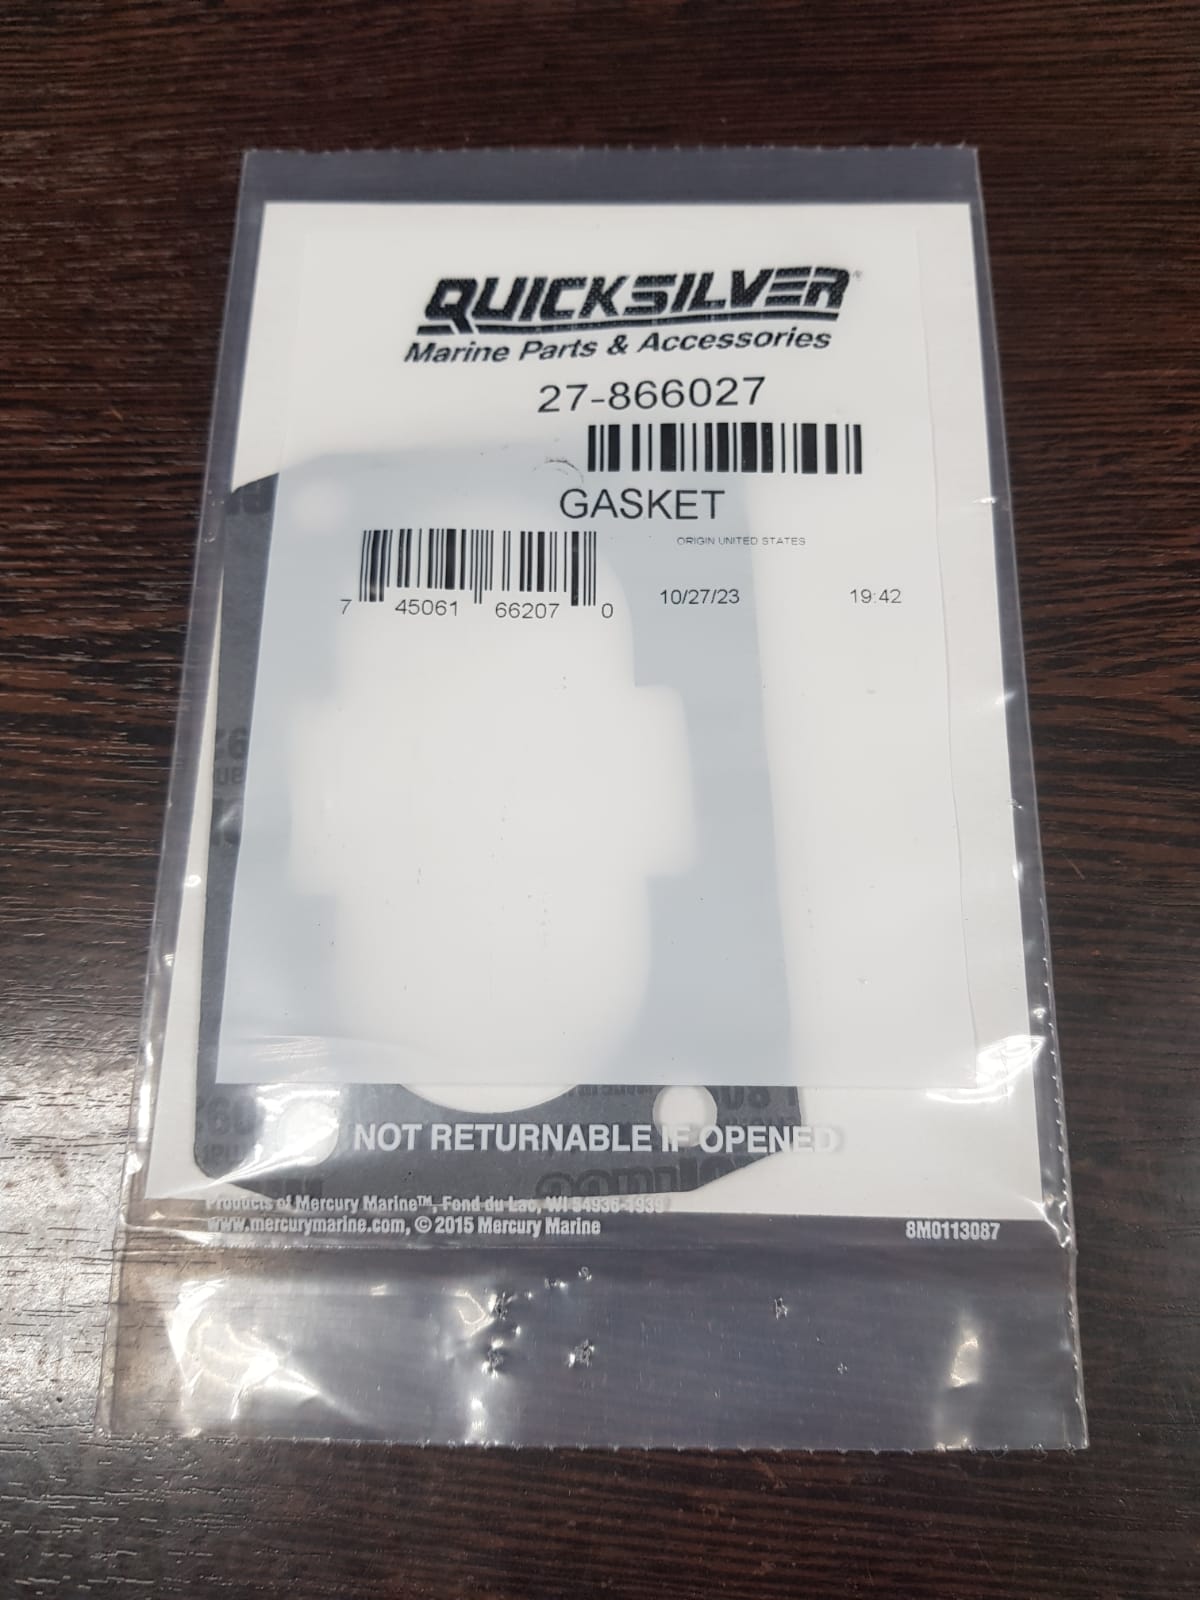 QUICKSILVER®
Marine Parts & Accessories
27-866027
GASKET
ORIGIN UNITED STATES
7 45061 66207 0
10/27/23 19:42
NOT RETURNABLE IF OPENED
Products of Mercury Marine™, Fond du Lac, WI 54936-1939
www.mercurymarine.com, © 2015 Mercury Marine
8M0113087